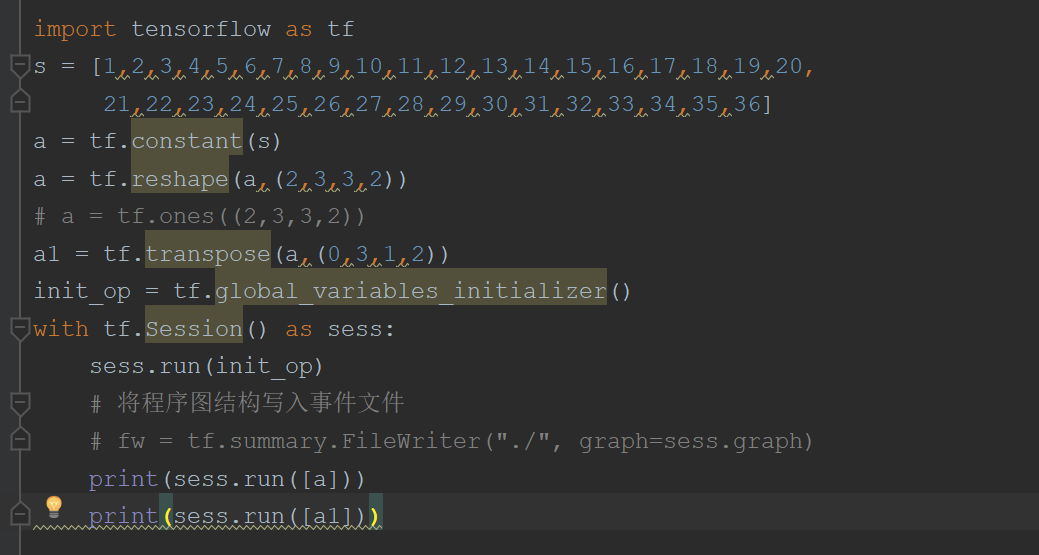 import tensorflow as tf
s = [1,2,3,4,5,6,7,8,9,10,11,12,13,14,15,16,17,18,19,20,
     21,22,23,24,25,26,27,28,29,30,31,32,33,34,35,36]
a = tf.constant(s)
a = tf.reshape(a,(2,3,3,2))
# a = tf.ones((2,3,3,2))
a1 = tf.transpose(a,(0,3,1,2))
init_op = tf.global_variables_initializer()
with tf.Session() as sess:
    sess.run(init_op)
    # 将程序图结构写入事件文件
    # fw = tf.summary.FileWriter("./", graph=sess.graph)
    print(sess.run([a]))
    print(sess.run([a1]))